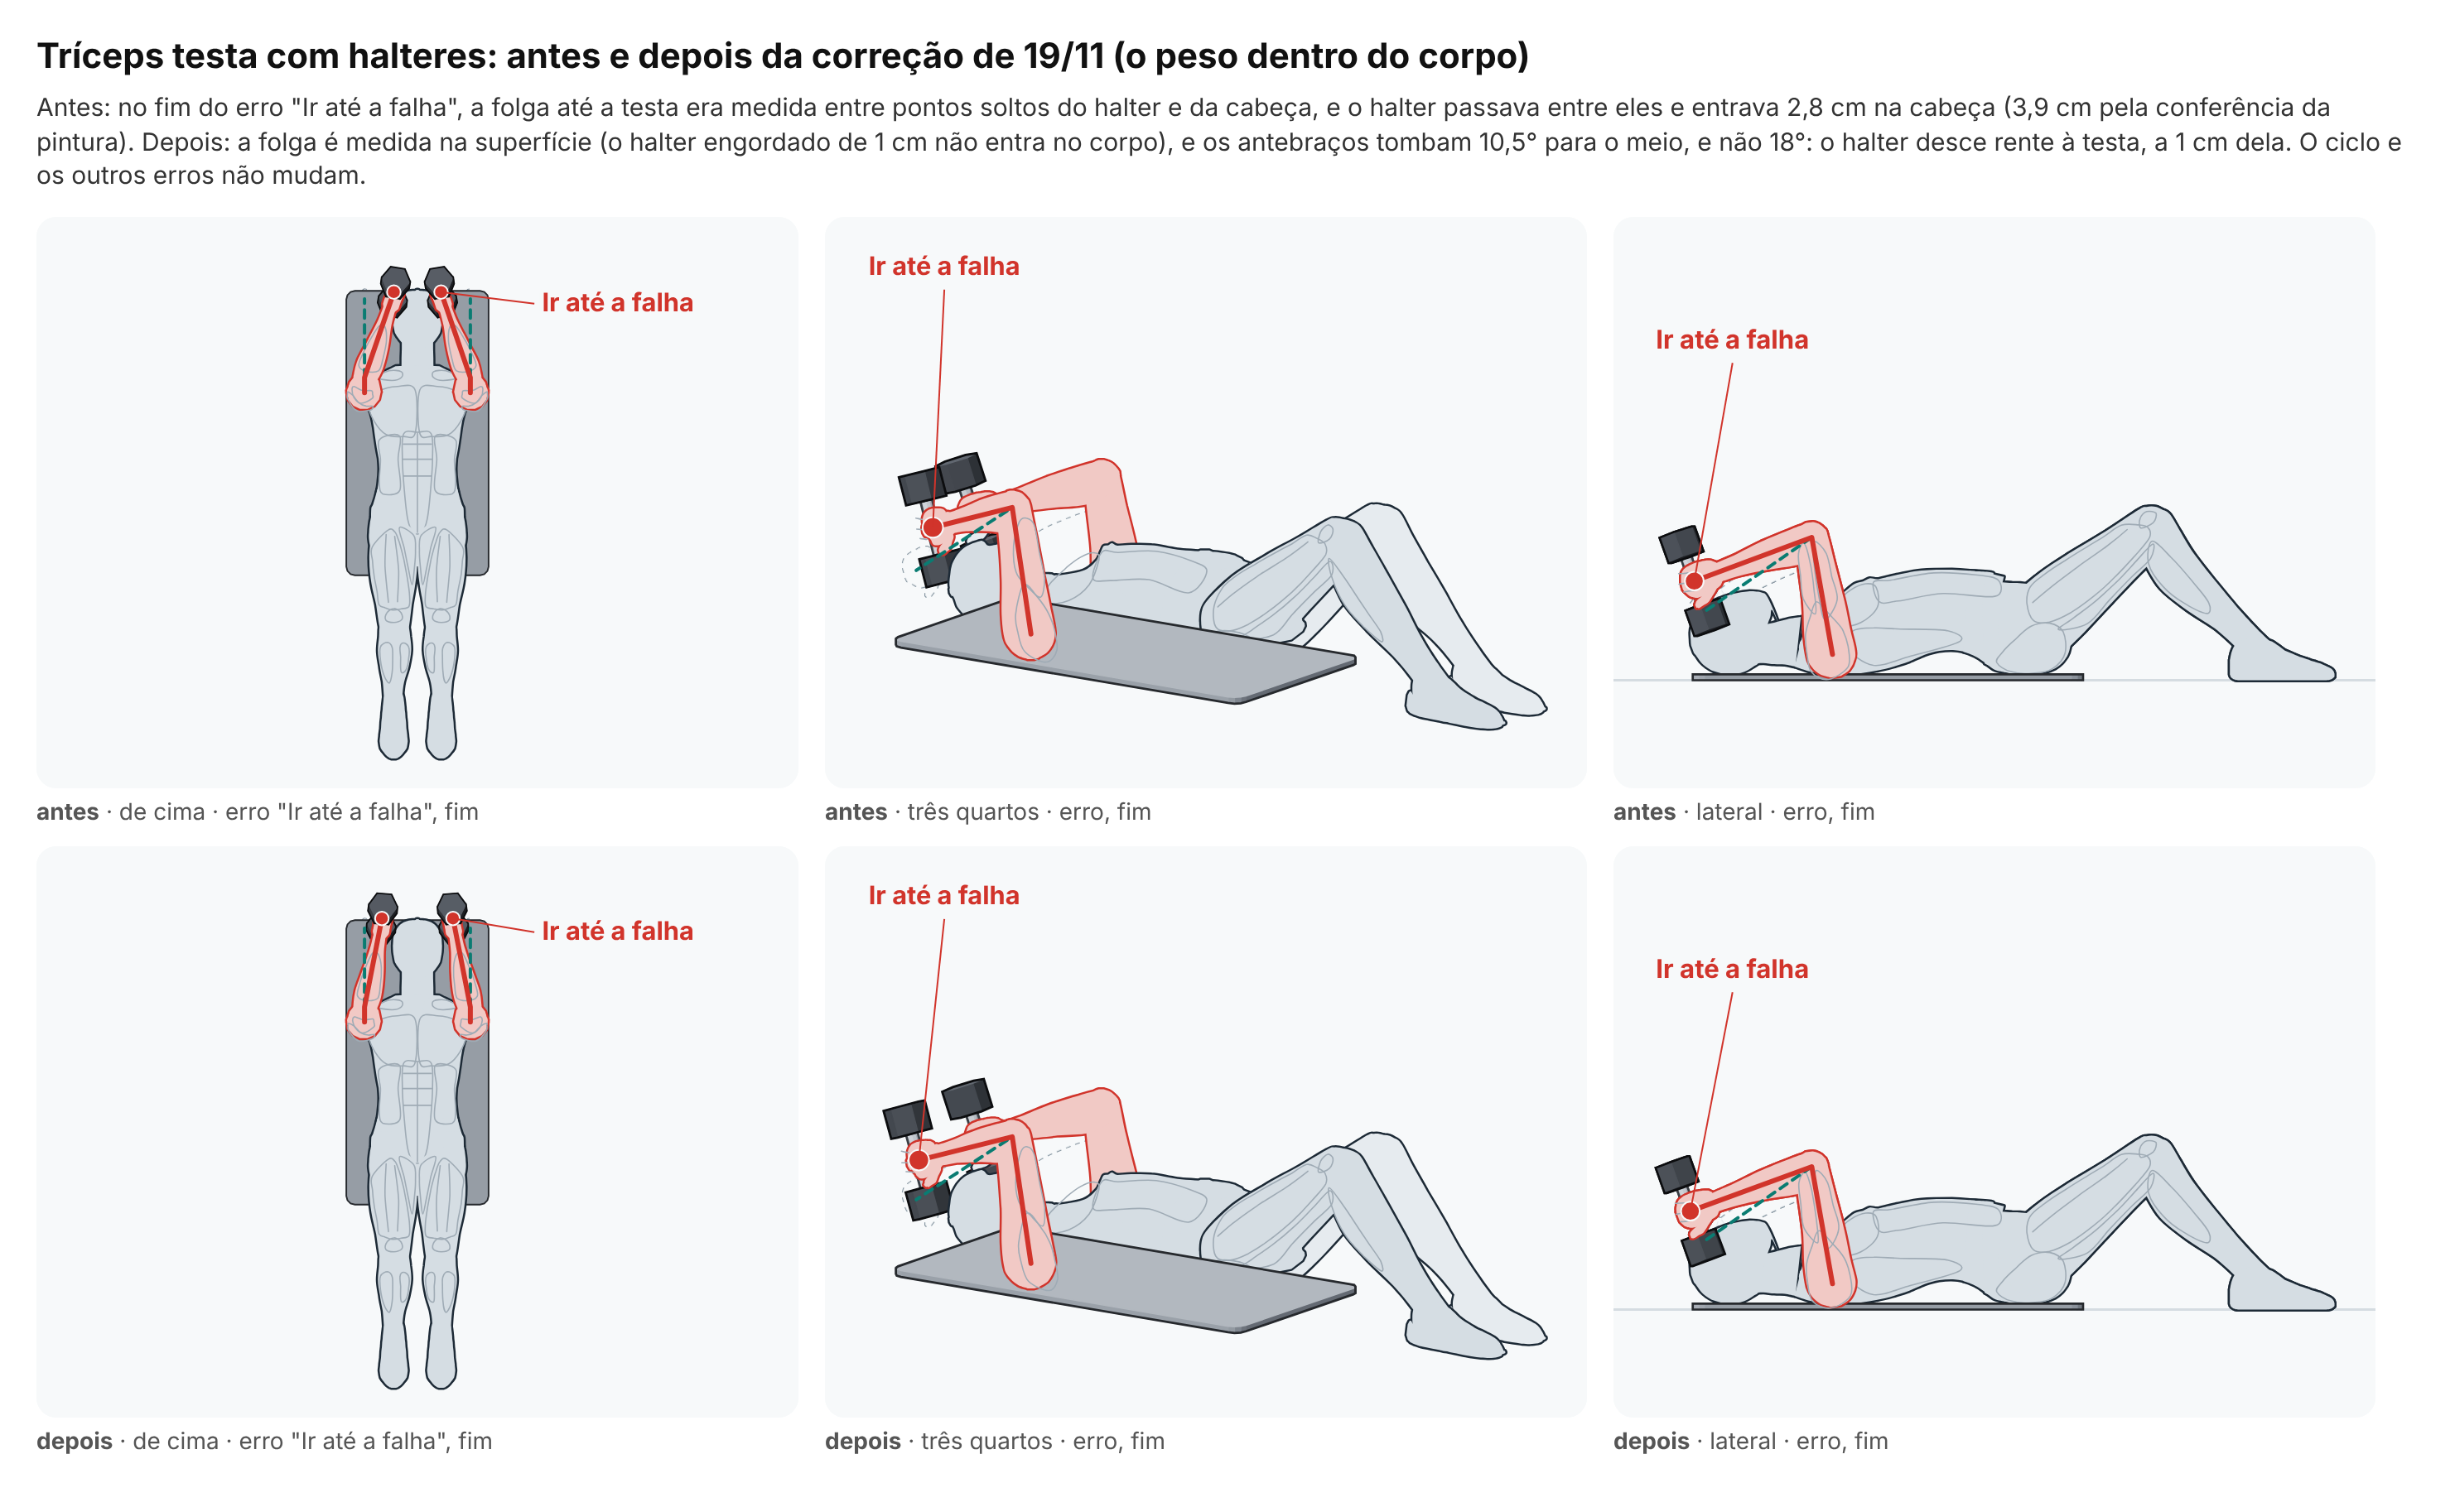 Tríceps testa com halteres: antes e depois da correção de 19/11 (o peso dentro do corpo)
Antes: no fim do erro "Ir até a falha", a folga até a testa era medida entre pontos soltos do halter e da cabeça, e o halter passava entre eles e entrava 2,8 cm na cabeça (3,9 cm pela conferência da
pintura). Depois: a folga é medida na superfície (o halter engordado de 1 cm não entra no corpo), e os antebraços tombam 10,5° para o meio, e não 18°: o halter desce rente à testa, a 1 cm dela. O ciclo e
os outros erros não mudam.
Ir até a falha
Ir até a falha
Ir até a falha
antes · de cima · erro "Ir até a falha", fim
antes · três quartos · erro, fim
antes · lateral · erro, fim
Ir até a falha
Ir até a falha
Ir até a falha
depois · de cima · erro "Ir até a falha", fim
depois · três quartos · erro, fim
depois · lateral · erro, fim